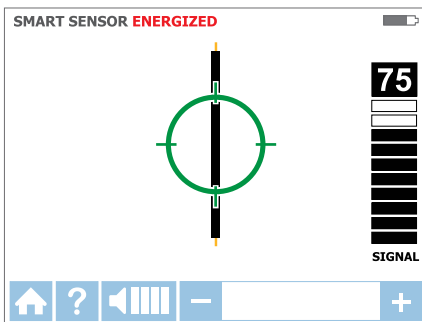 SMART SENSOR ENERGIZED
75
SIGNAL
?
− +